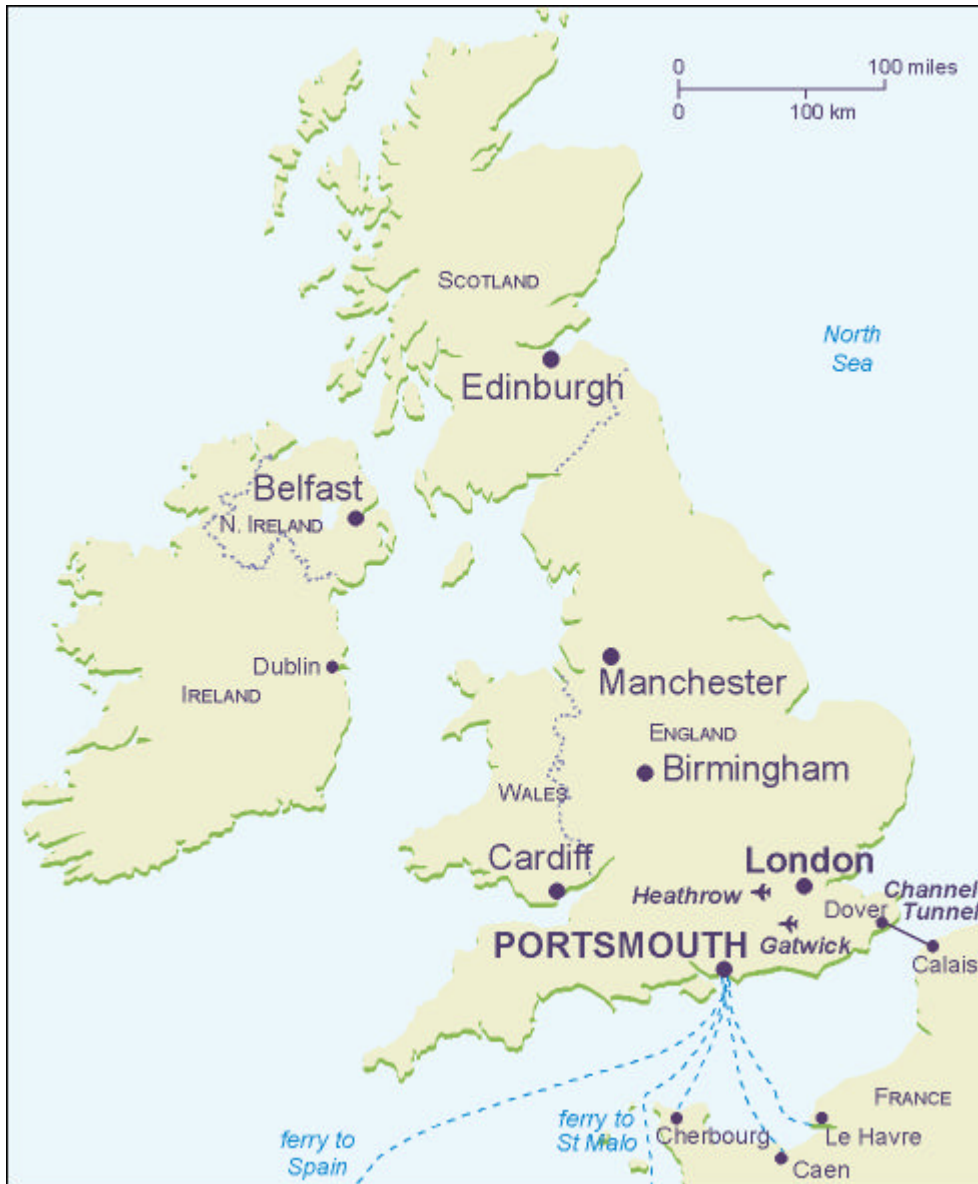 0 100 miles
0 100 km
SCOTLAND
North
Sea
Edinburgh
Belfast
N. IRELAND
Dublin
IRELAND
Manchester
ENGLAND
Birmingham
WALES
Cardiff
London
Heathrow
Channel
Tunnel
Dover
Gatwick
PORTSMOUTH
Calais
FRANCE
ferry to
Spain
ferry to
St Malo
Cherbourg
Le Havre
Caen